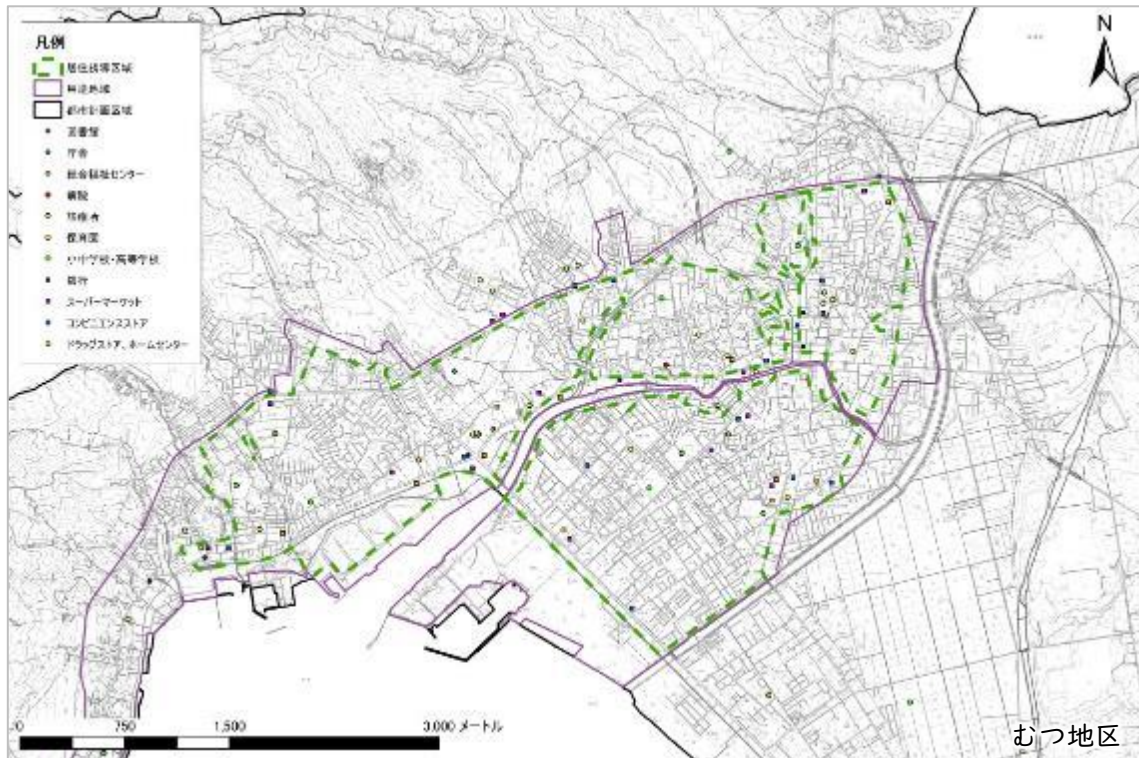 凡例
居住誘導区域
用途地域
都市計画区域
図書館
庁舎
総合福祉センター
病院
診療所
保育園
小中学校・高等学校
銀行
スーパーマーケット
コンビニエンスストア
ドラッグストア、ホームセンター
N
0 750 1,500 3,000 メートル
むつ地区